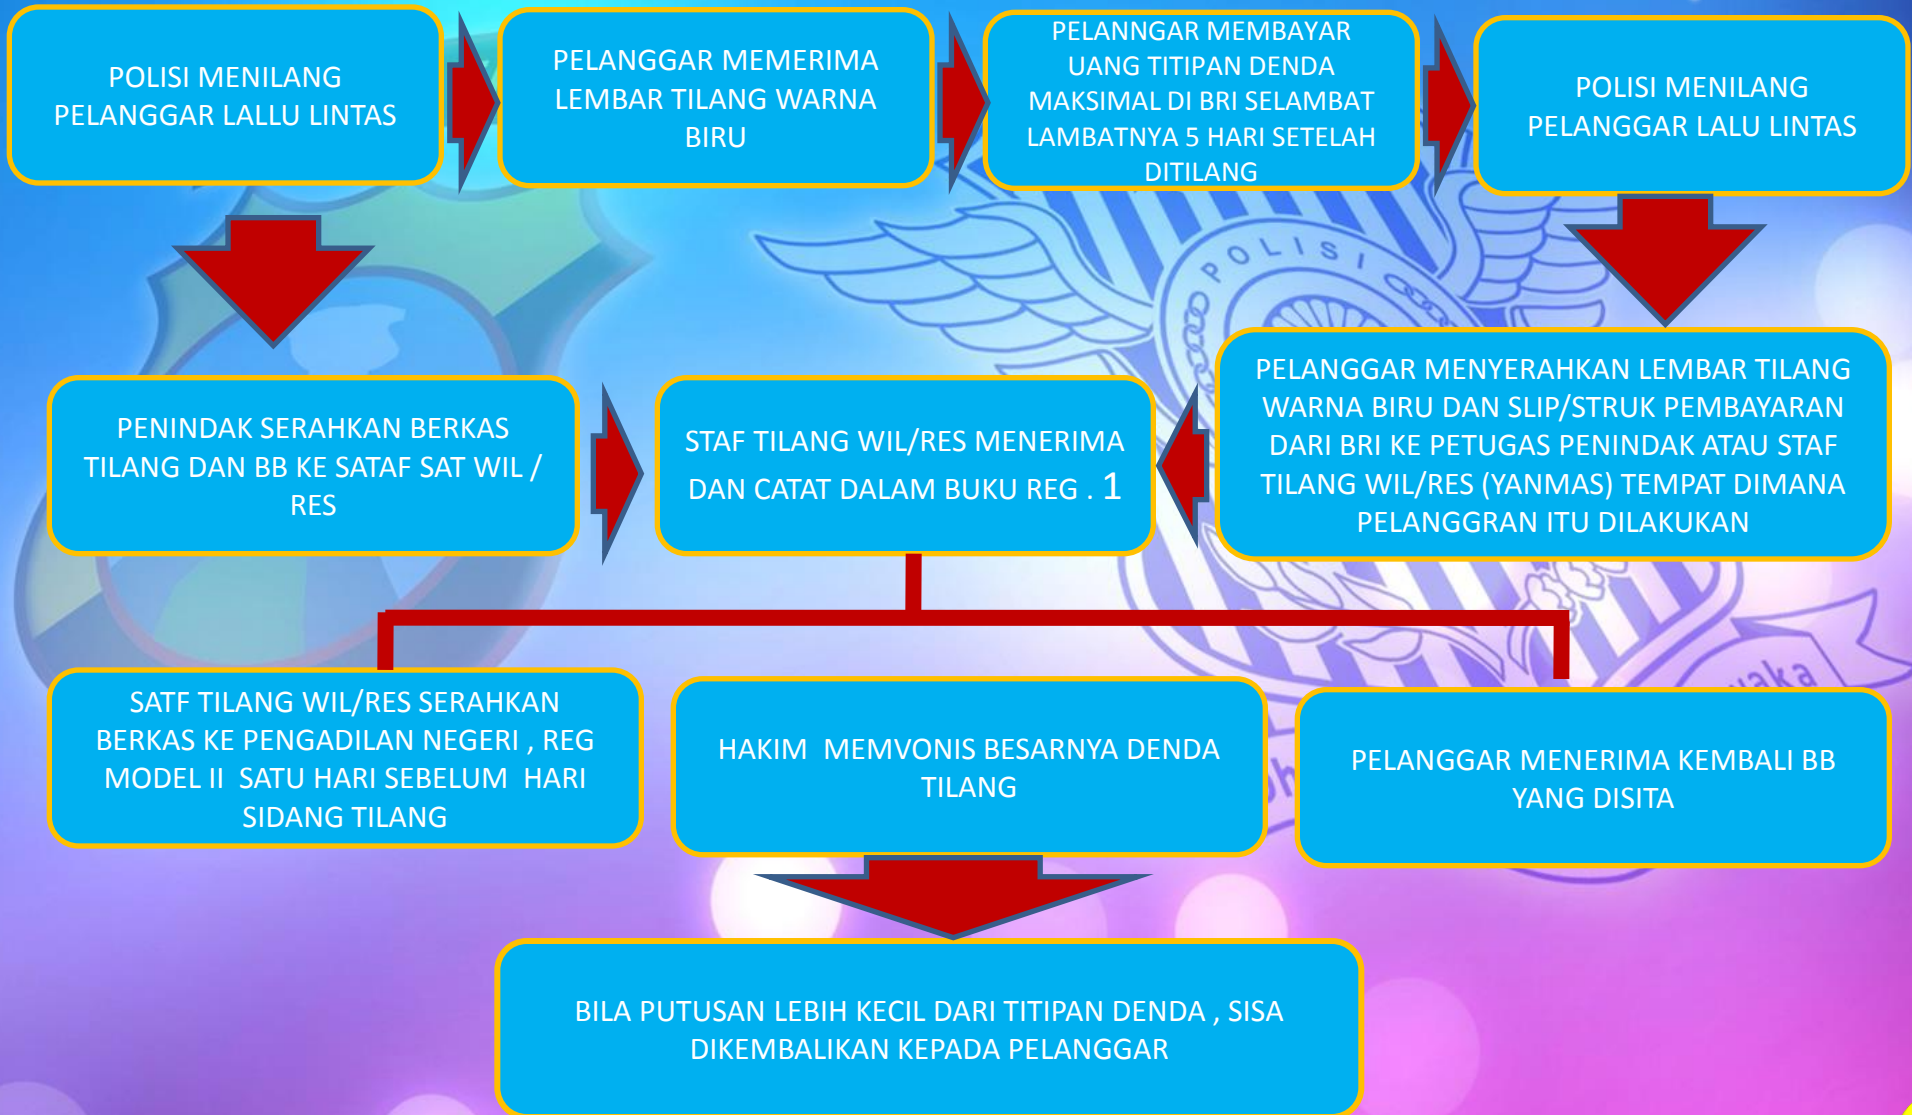 POLISI MENILANG
PELANGGAR LALLU LINTAS
PELANGGAR MEMERIMA
LEMBAR TILANG WARNA
BIRU
PELANNGAR MEMBAYAR
UANG TITIPAN DENDA
MAKSIMAL DI BRI SELAMBAT
LAMBATNYA 5 HARI SETELAH
DITILANG
POLISI MENILANG
PELANGGAR LALU LINTAS
POLISI
PENINDAK SERAHKAN BERKAS
TILANG DAN BB KE SATAF SAT WIL /
RES
STAF TILANG WIL/RES MENERIMA
DAN CATAT DALAM BUKU REG . 1
PELANGGAR MENYERAHKAN LEMBAR TILANG
WARNA BIRU DAN SLIP/STRUK PEMBAYARAN
DARI BRI KE PETUGAS PENINDAK ATAU STAF
TILANG WIL/RES (YANMAS) TEMPAT DIMANA
PELANGGRAN ITU DILAKUKAN
SATF TILANG WIL/RES SERAHKAN
BERKAS KE PENGADILAN NEGERI , REG
MODEL II  SATU HARI SEBELUM  HARI
SIDANG TILANG
HAKIM  MEMVONIS BESARNYA DENDA
TILANG
PELANGGAR MENERIMA KEMBALI BB
YANG DISITA
BILA PUTUSAN LEBIH KECIL DARI TITIPAN DENDA , SISA
DIKEMBALIKAN KEPADA PELANGGAR